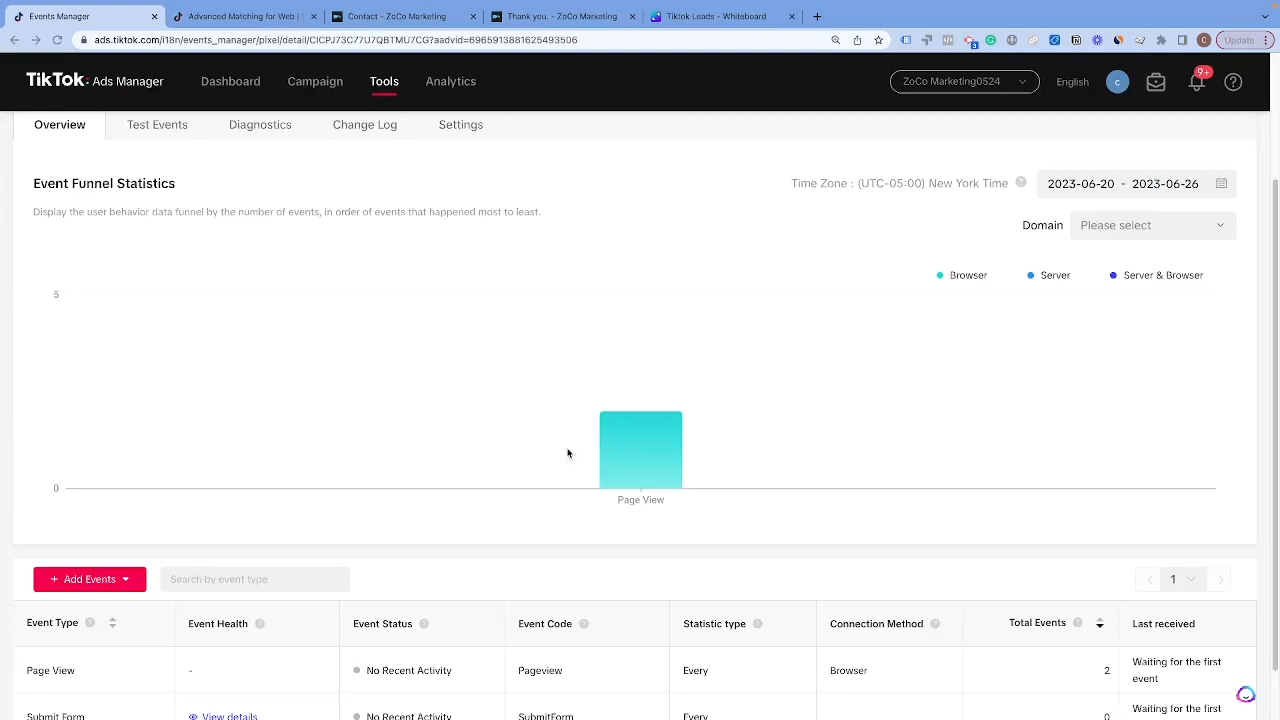 Events Manager
Advanced Matching for Web | T
Contact - ZoCo Marketing
Thank you. - ZoCo Marketing
Tiktok Leads - Whiteboard
ads.tiktok.com/i18n/events_manager/pixel/detail/CICPJ73C77U7QBTMU7CG?aadvid=6965913881625493506
Update
TikTok: Ads Manager
Dashboard
Campaign
Tools
Analytics
ZoCo Marketing0524
English
c
9+
Overview
Test Events
Diagnostics
Change Log
Settings
Event Funnel Statistics
Time Zone : (UTC-05:00) New York Time
2023-06-20 - 2023-06-26
Display the user behavior data funnel by the number of events, in order of events that happened most to least.
Domain
Please select
Browser
Server
Server & Browser
5
0
Page View
+ Add Events
Search by event type
1
Event Type
Event Health
Event Status
Event Code
Statistic type
Connection Method
Total Events
Last received
Page View
-
No Recent Activity
Pageview
Every
Browser
2
Waiting for the first
event
Submit Form
View details
No Recent Activity
SubmitForm
Every
0
Waiting for the first